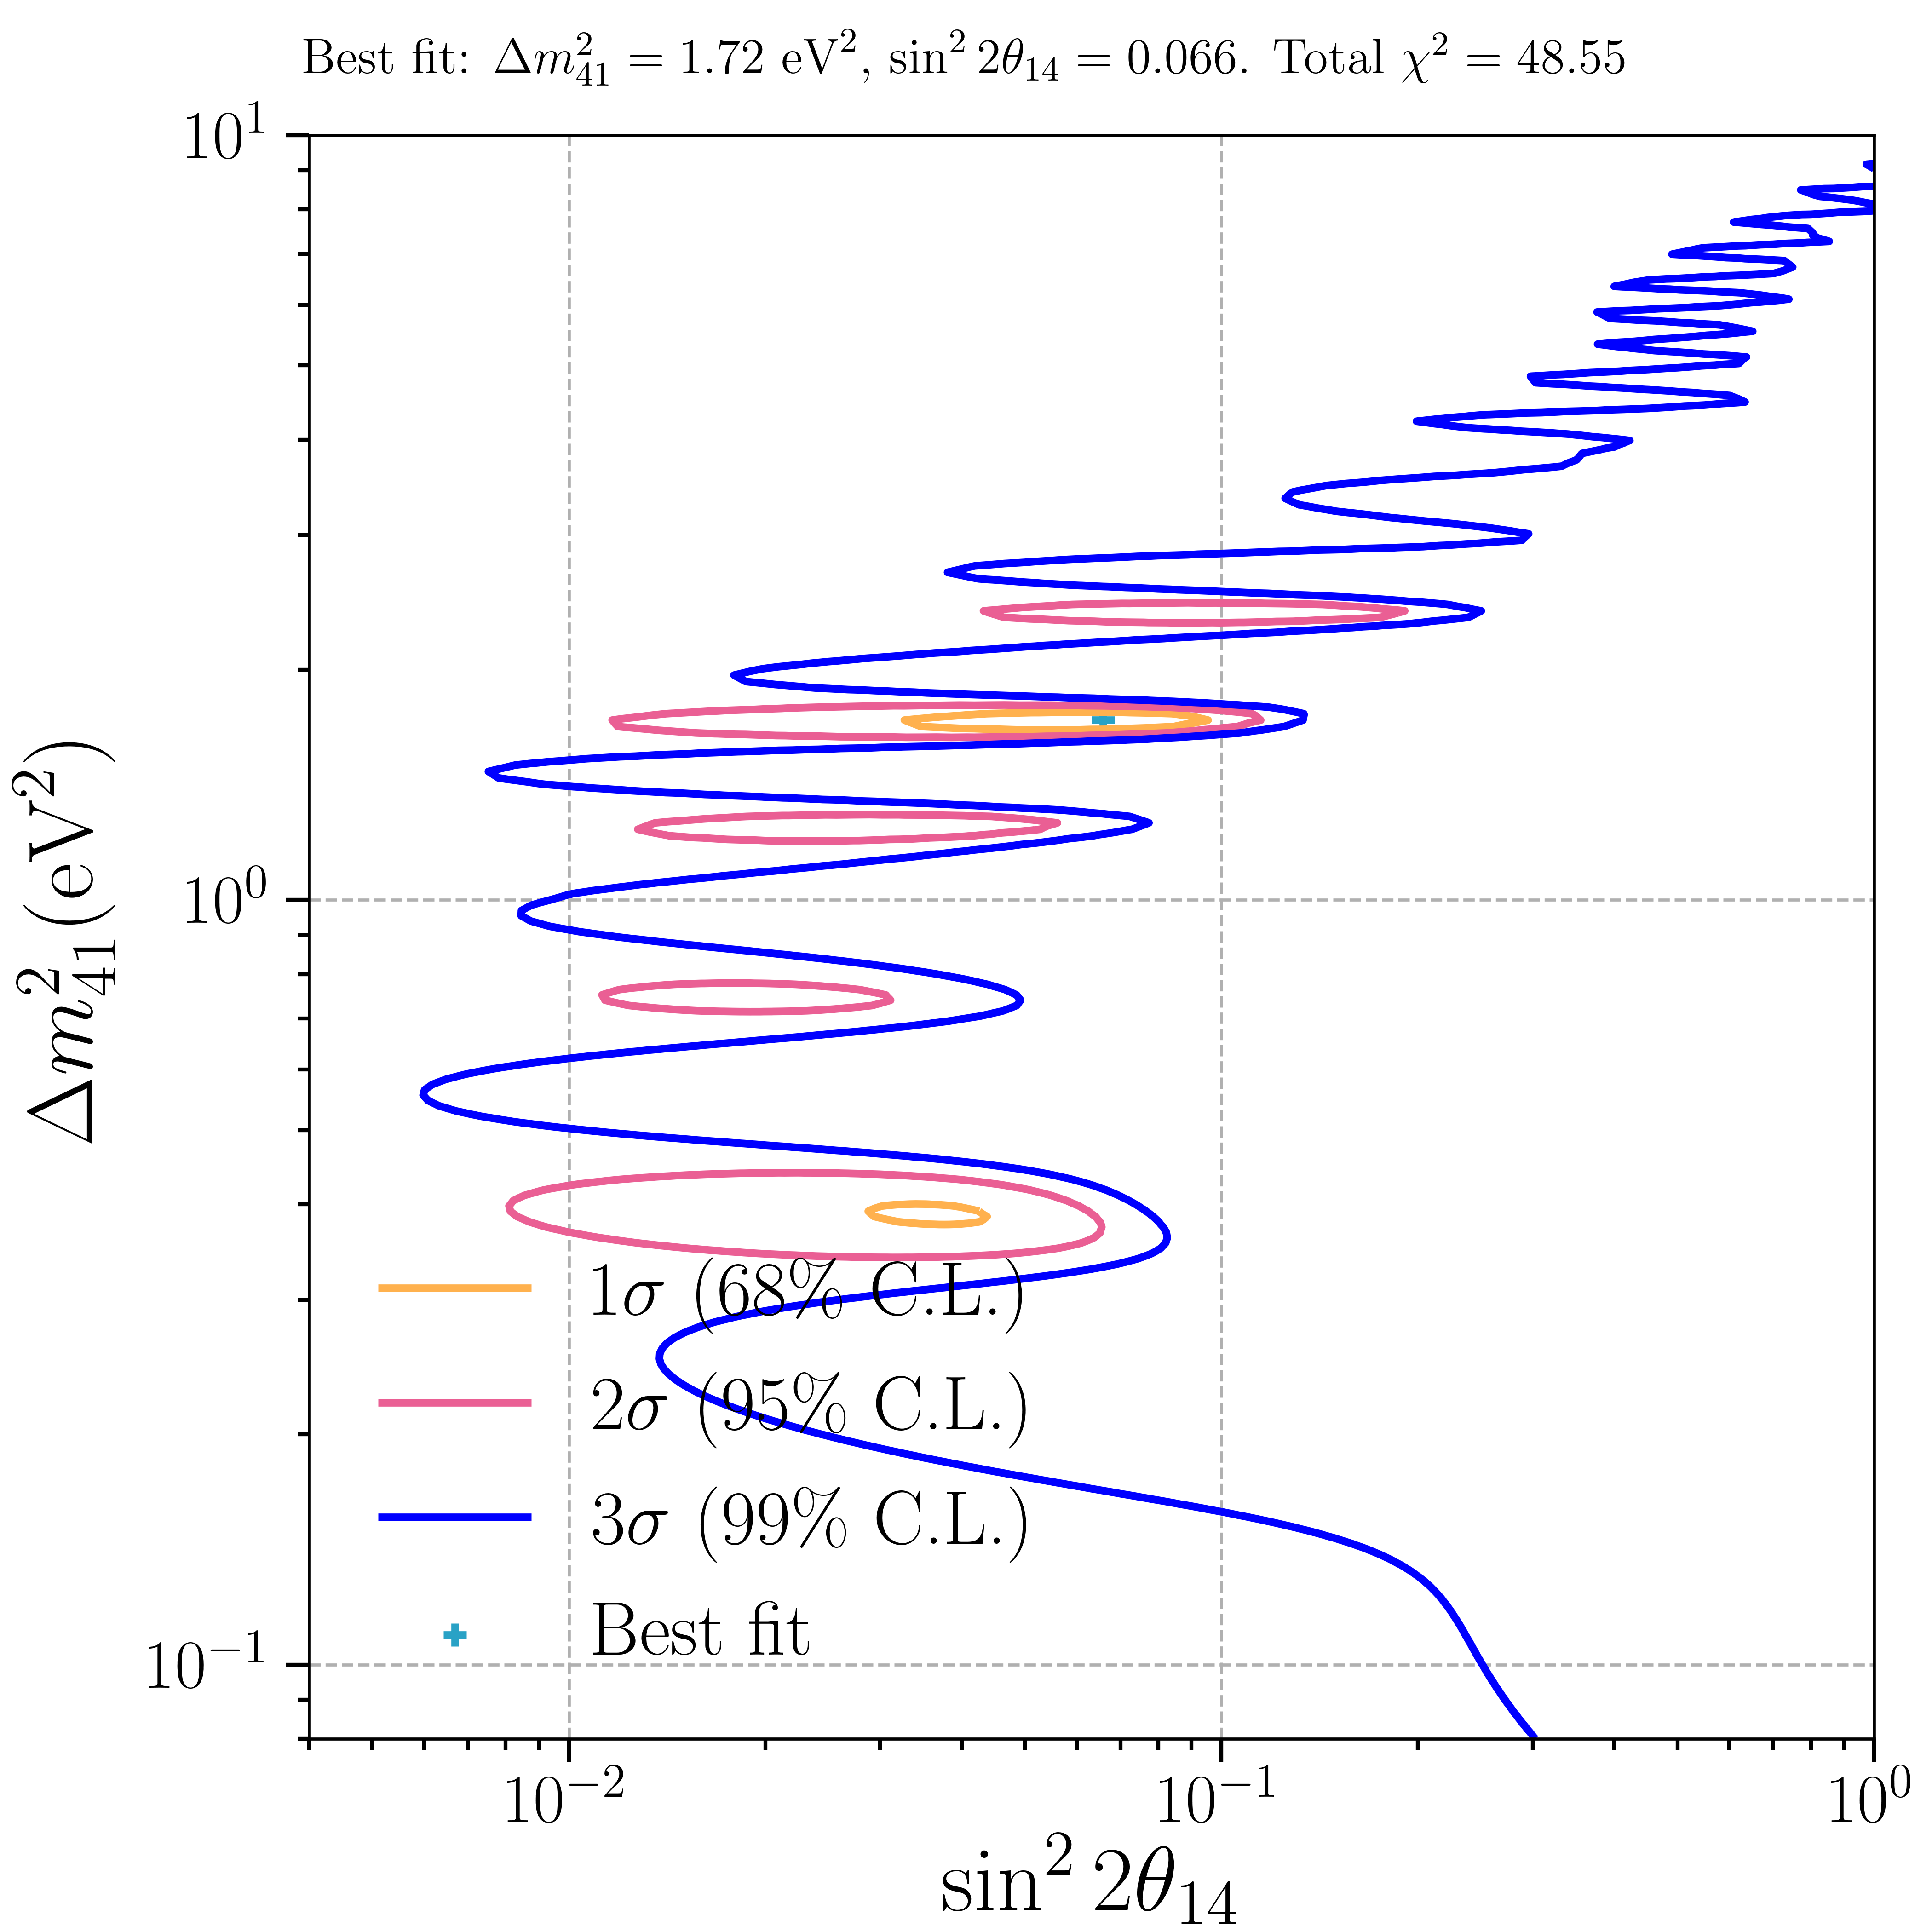 Best fit: Δm²₄₁ = 1.72 eV², sin² 2θ₁₄ = 0.066. Total χ² = 48.55
10¹
10⁰
10⁻¹
Δm²₄₁(eV²)
1σ (68% C.L.)
2σ (95% C.L.)
3σ (99% C.L.)
Best fit
10⁻² 10⁻¹ 10⁰
sin² 2θ₁₄